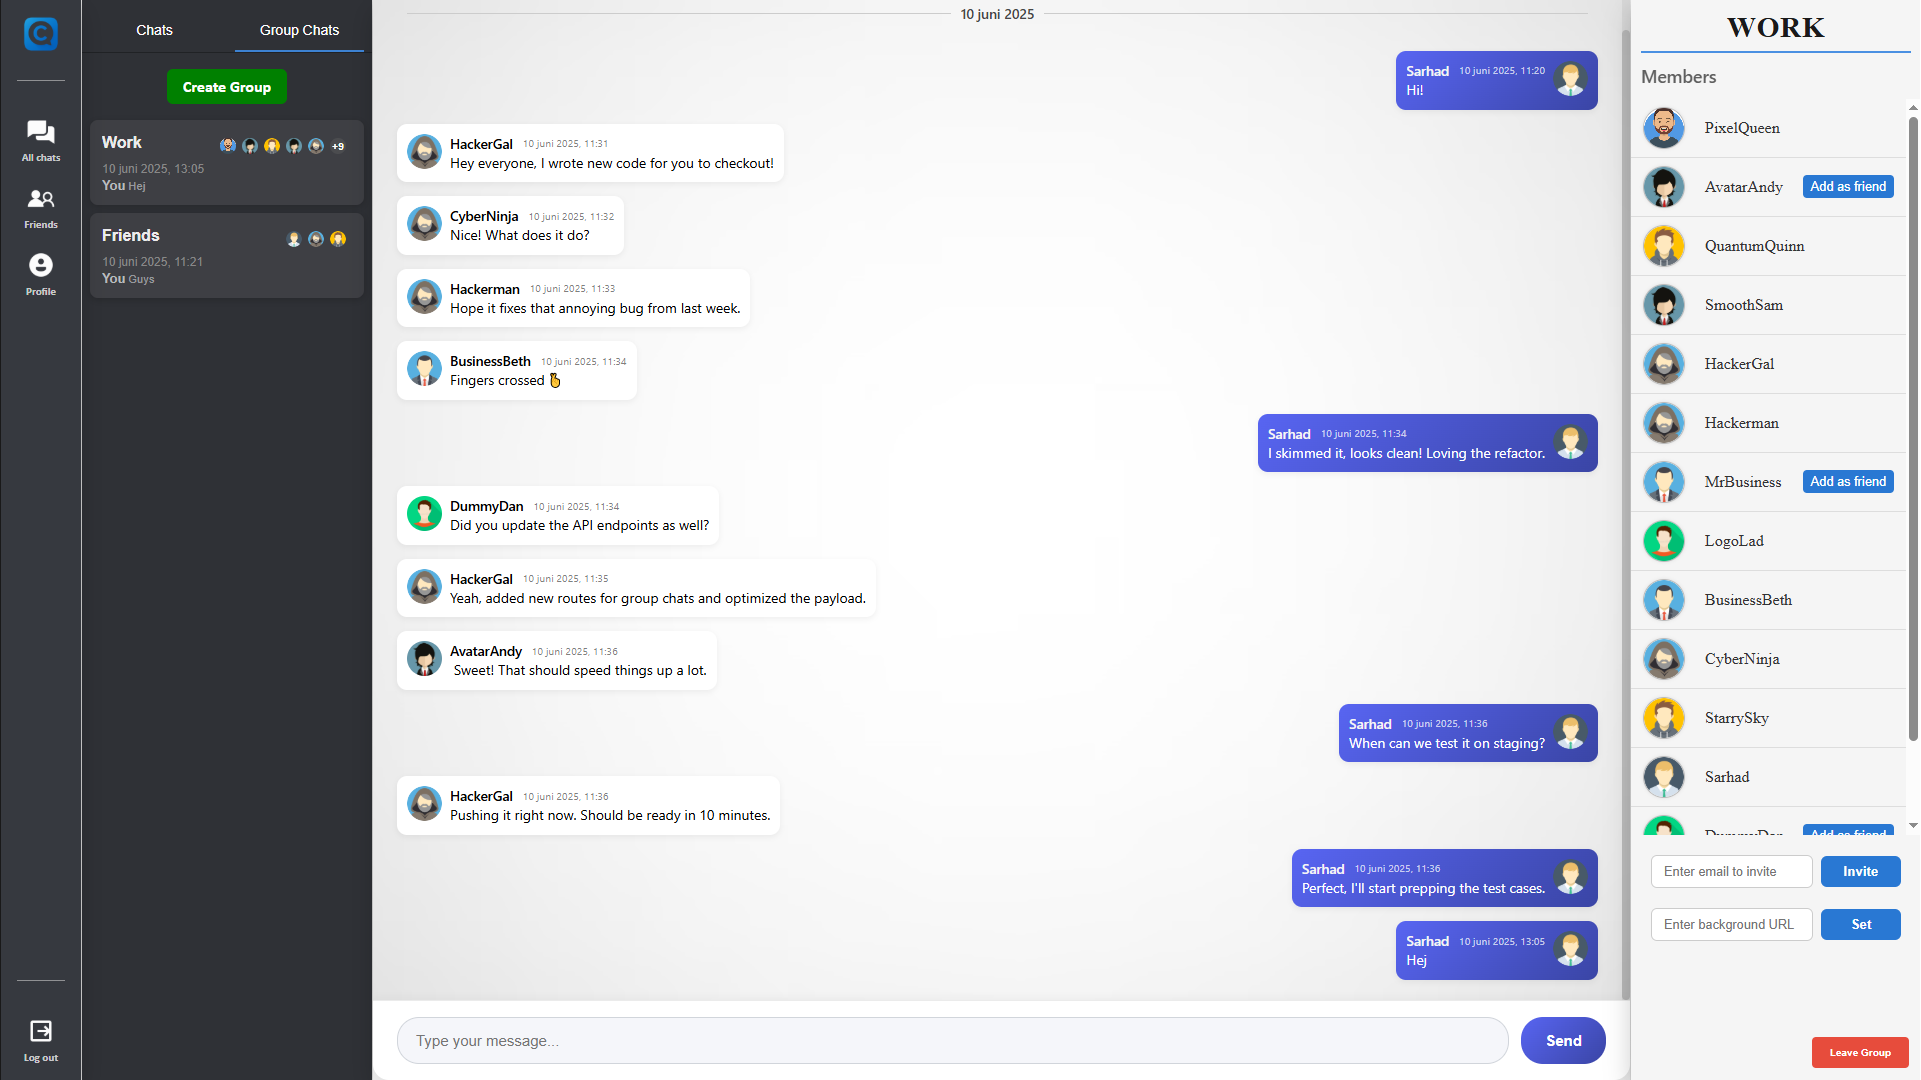 All chats
Friends
Profile
Log out
Chats
Group Chats
Create Group
Work
+9
10 juni 2025, 13:05
You Hej
Friends
10 juni 2025, 11:21
You Guys
10 juni 2025
Sarhad 10 juni 2025, 11:20
Hi!
HackerGal 10 juni 2025, 11:31
Hey everyone, I wrote new code for you to checkout!
CyberNinja 10 juni 2025, 11:32
Nice! What does it do?
Hackerman 10 juni 2025, 11:33
Hope it fixes that annoying bug from last week.
BusinessBeth 10 juni 2025, 11:34
Fingers crossed 🫰
Sarhad 10 juni 2025, 11:34
I skimmed it, looks clean! Loving the refactor.
DummyDan 10 juni 2025, 11:34
Did you update the API endpoints as well?
HackerGal 10 juni 2025, 11:35
Yeah, added new routes for group chats and optimized the payload.
AvatarAndy 10 juni 2025, 11:36
Sweet! That should speed things up a lot.
Sarhad 10 juni 2025, 11:36
When can we test it on staging?
HackerGal 10 juni 2025, 11:36
Pushing it right now. Should be ready in 10 minutes.
Sarhad 10 juni 2025, 11:36
Perfect, I'll start prepping the test cases.
Sarhad 10 juni 2025, 13:05
Hej
Type your message...
Send
WORK
Members
PixelQueen
AvatarAndy Add as friend
QuantumQuinn
SmoothSam
HackerGal
Hackerman
MrBusiness Add as friend
LogoLad
BusinessBeth
CyberNinja
StarrySky
Sarhad
DummyDan Add as friend
Enter email to invite Invite
Enter background URL Set
Leave Group